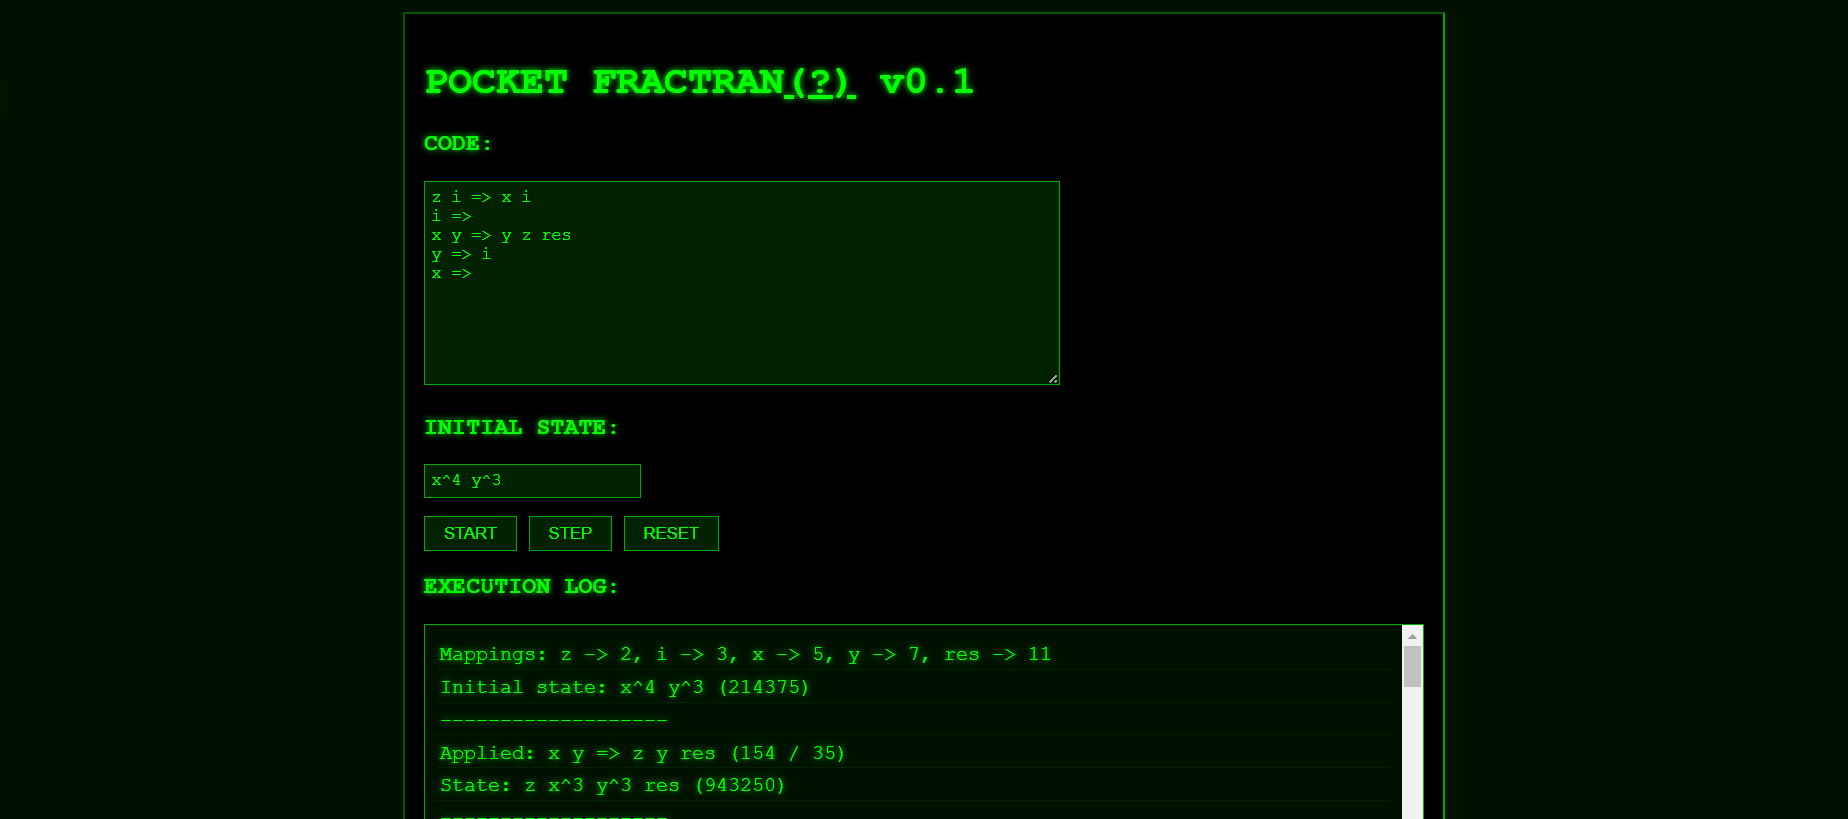 POCKET FRACTRAN(?) v0.1
CODE:
z i => x i
i =>
x y => y z res
y => i
x =>
INITIAL STATE:
x^4 y^3
START STEP RESET
EXECUTION LOG:
Mappings: z -> 2, i -> 3, x -> 5, y -> 7, res -> 11
Initial state: x^4 y^3 (214375)
-------------------
Applied: x y => z y res (154 / 35)
State: z x^3 y^3 res (943250)
-------------------